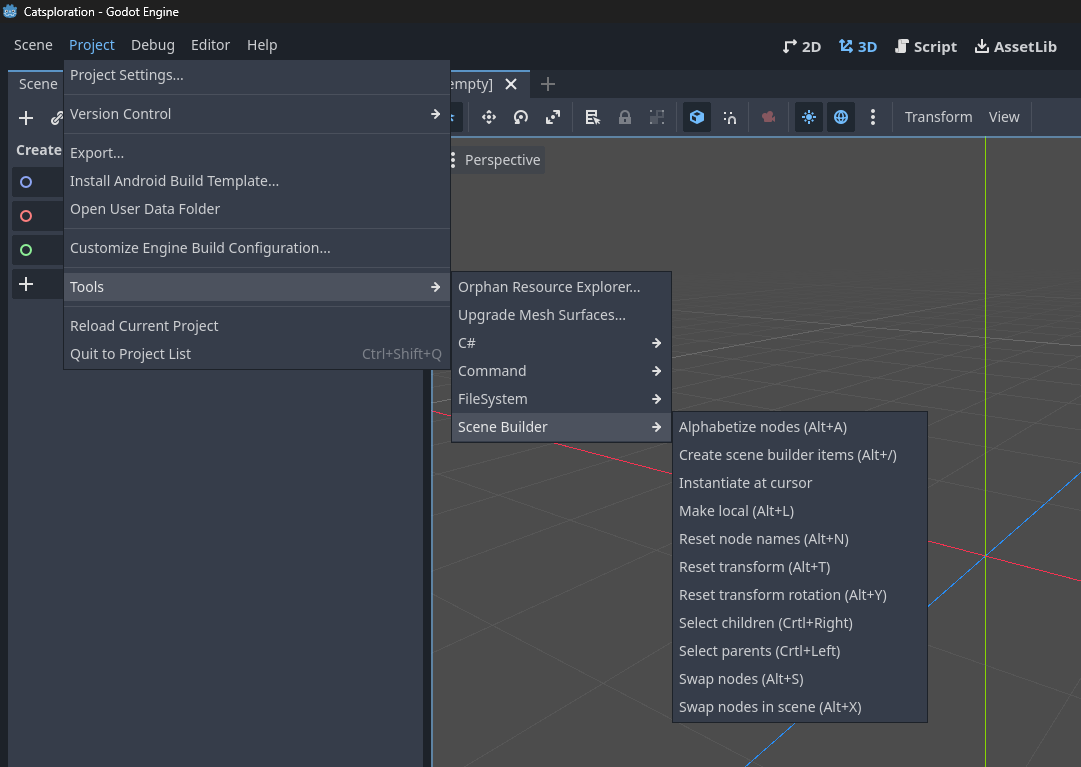 Catsploration - Godot Engine
Scene Project Debug Editor Help
2D 3D Script AssetLib
Scene
Project Settings...
Version Control
Export...
Install Android Build Template...
Open User Data Folder
Customize Engine Build Configuration...
Tools
Reload Current Project
Quit to Project List Ctrl+Shift+Q
Create
empty]
Transform View
Perspective
Orphan Resource Explorer...
Upgrade Mesh Surfaces...
C#
Command
FileSystem
Scene Builder
Alphabetize nodes (Alt+A)
Create scene builder items (Alt+/)
Instantiate at cursor
Make local (Alt+L)
Reset node names (Alt+N)
Reset transform (Alt+T)
Reset transform rotation (Alt+Y)
Select children (Crtl+Right)
Select parents (Crtl+Left)
Swap nodes (Alt+S)
Swap nodes in scene (Alt+X)